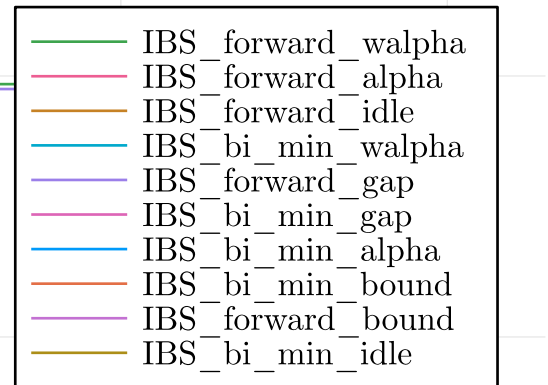 IBS_forward_walpha
IBS_forward_alpha
IBS_forward_idle
IBS_bi_min_walpha
IBS_forward_gap
IBS_bi_min_gap
IBS_bi_min_alpha
IBS_bi_min_bound
IBS_forward_bound
IBS_bi_min_idle